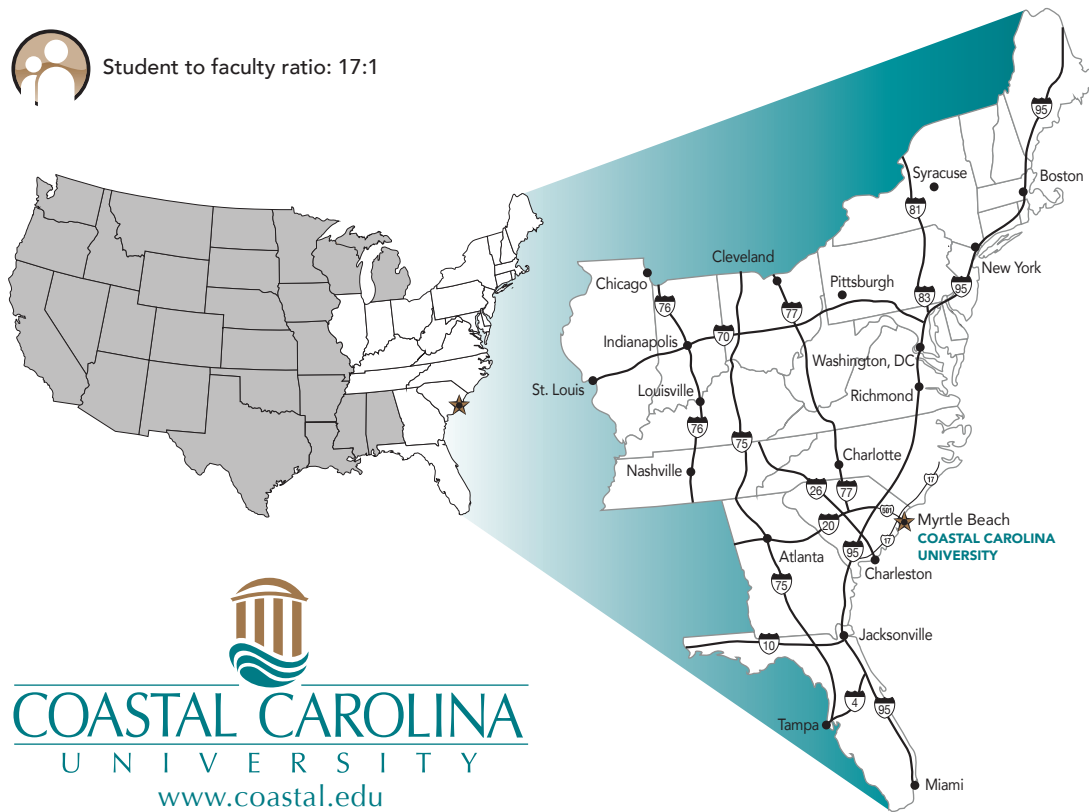 Student to faculty ratio: 17:1
95
Syracuse
Boston
81
Cleveland
New York
Chicago
Pittsburgh
95
76
77
83
Indianapolis
70
Washington, DC
St. Louis
Louisville
Richmond
76
75
Nashville
Charlotte
26
77
17
20
501
Myrtle Beach
COASTAL CAROLINA
UNIVERSITY
17
95
Atlanta
Charleston
75
Jacksonville
10
4
95
Tampa
Miami
COASTAL CAROLINA
UNIVERSITY
www.coastal.edu